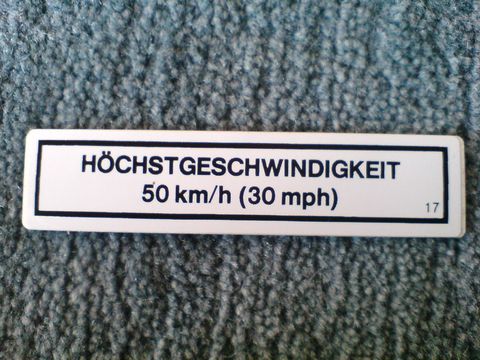 HÖCHSTGESCHWINDIGKEIT
50 km/h (30 mph)
17